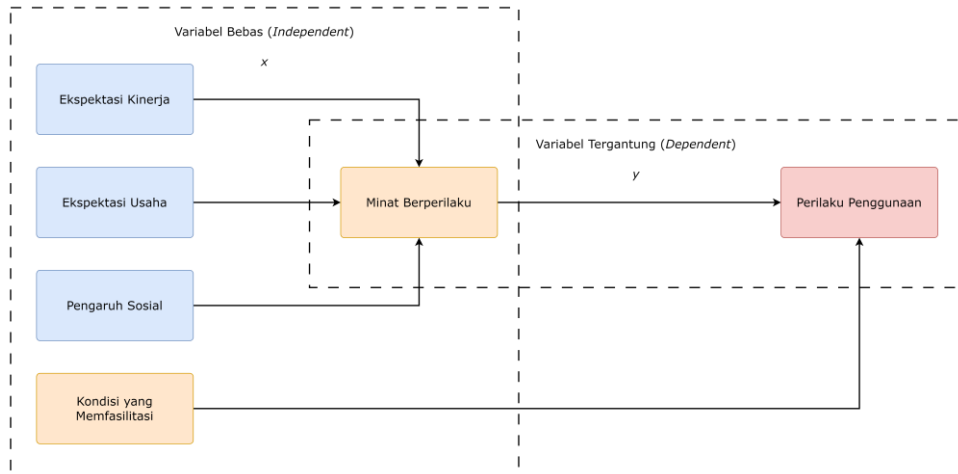 Variabel Bebas (Independent)
x
Ekspektasi Kinerja
Variabel Tergantung (Dependent)
y
Ekspektasi Usaha
Minat Berperilaku
Perilaku Penggunaan
Pengaruh Sosial
Kondisi yang
Memfasilitasi